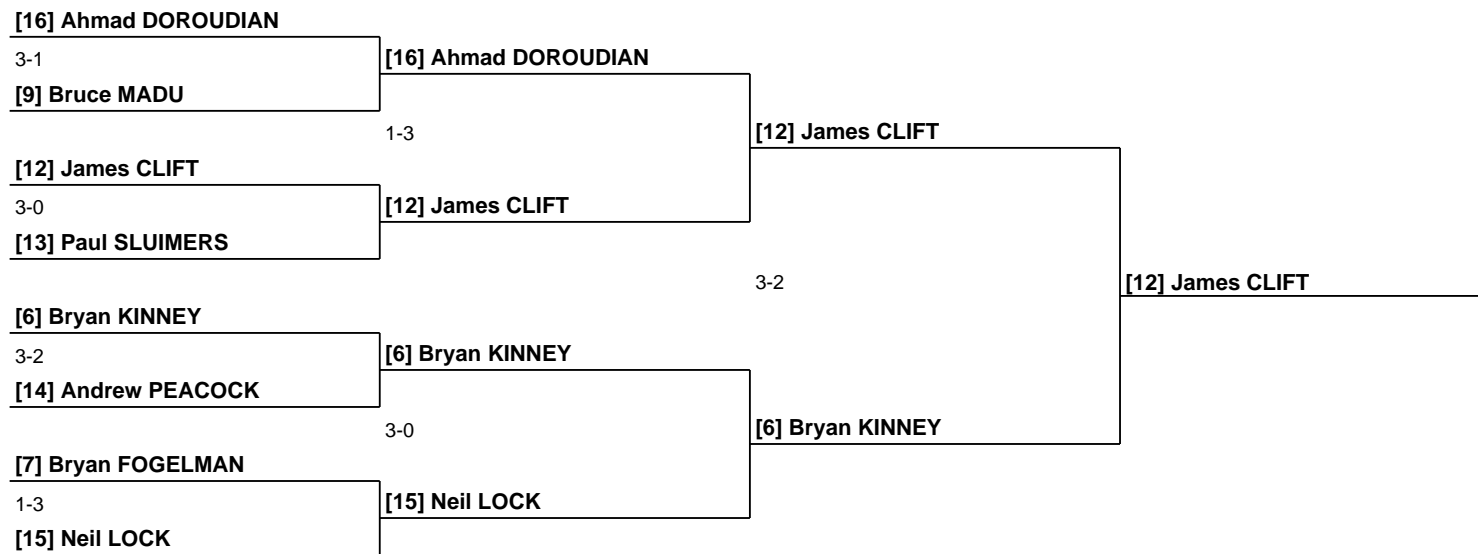 [16] Ahmad DOROUDIAN
3-1
[16] Ahmad DOROUDIAN
[9] Bruce MADU
1-3
[12] James CLIFT
[12] James CLIFT
3-0
[12] James CLIFT
[13] Paul SLUIMERS
3-2
[12] James CLIFT
[6] Bryan KINNEY
3-2
[6] Bryan KINNEY
[14] Andrew PEACOCK
3-0
[6] Bryan KINNEY
[7] Bryan FOGELMAN
1-3
[15] Neil LOCK
[15] Neil LOCK